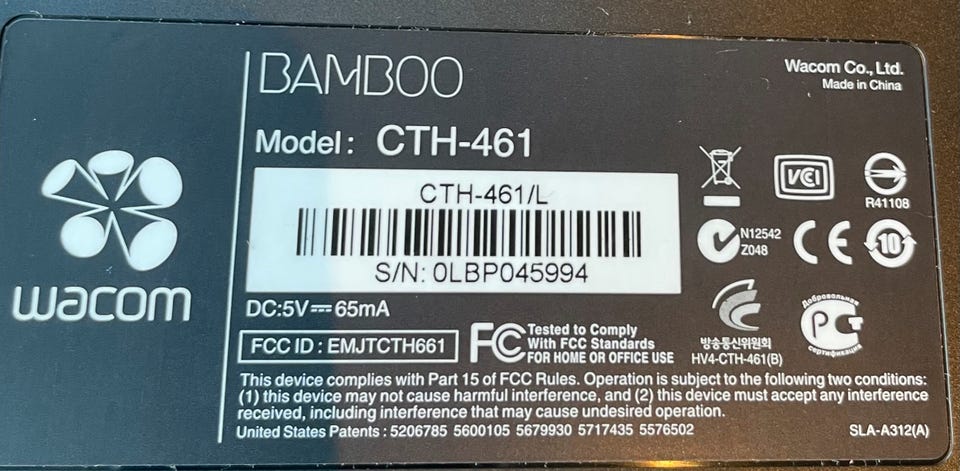 BAMBOO
Wacom Co., Ltd.
Made in China
Model: CTH-461
CTH-461/L
S/N: 0LBP045994
wacom
DC:5V⎓65mA
FCC ID : EMJTCTH661
FC Tested to Comply
With FCC Standards
FOR HOME OR OFFICE USE
VCI
R41108
N12542
Z048
CE
10
방송통신위원회
HV4-CTH-461(B)
Добровальная
РСТ
сертификация
This device complies with Part 15 of FCC Rules. Operation is subject to the following two conditions:
(1) this device may not cause harmful interference, and (2) this device must accept any interference
received, including interference that may cause undesired operation.
United States Patents : 5206785 5600105 5679930 5717435 5576502
SLA-A312(A)